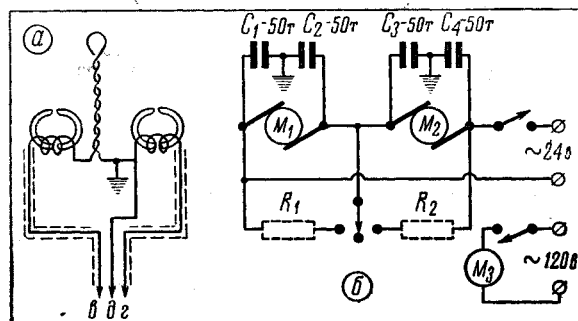 а
C₁-50т C₂-50т C₃-50т C₄-50т
M₁
M₂
~24в
R₁
R₂
M₃
~120в
б
в д г